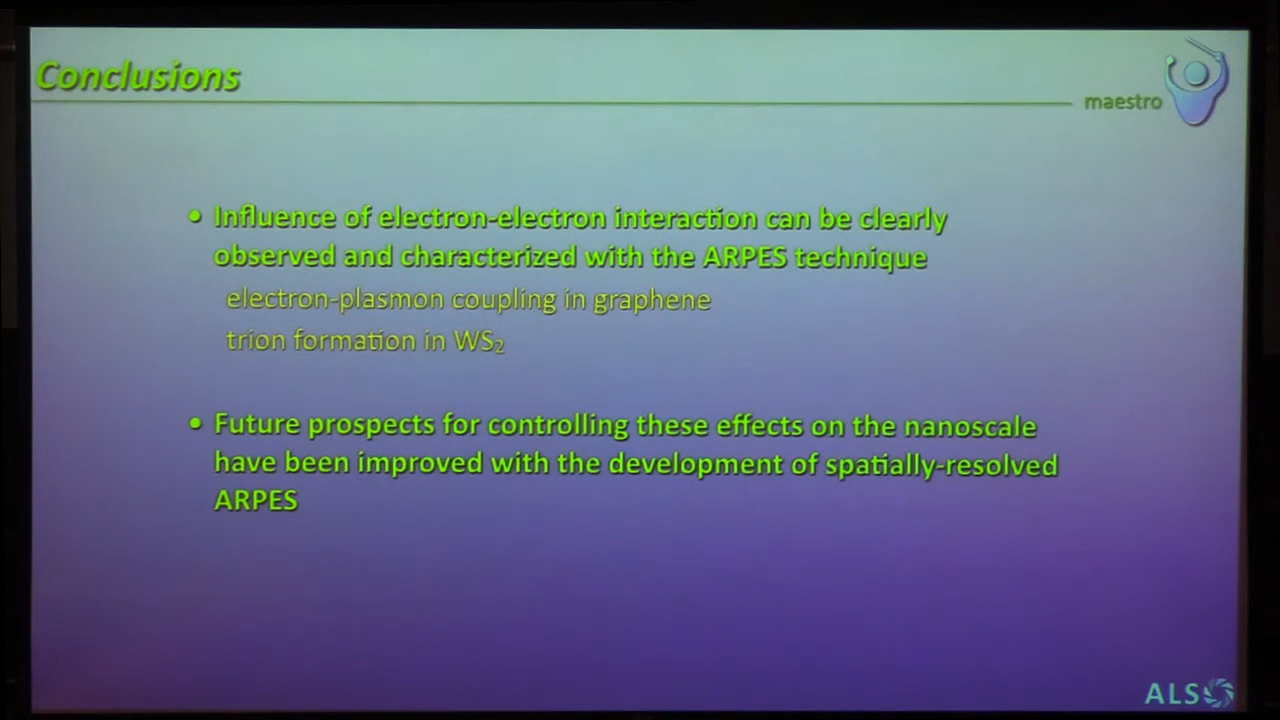 Conclusions
maestro
• Influence of electron-electron interaction can be clearly
observed and characterized with the ARPES technique
electron-plasmon coupling in graphene
trion formation in WS₂
• Future prospects for controlling these effects on the nanoscale
have been improved with the development of spatially-resolved
ARPES
ALS